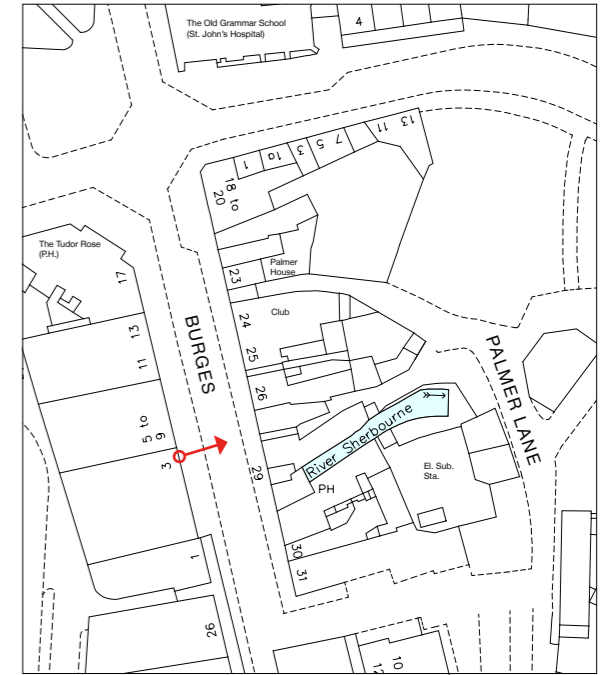 The Old Grammar School
(St. John's Hospital)
4
1
1a
3
5
7
11
13
18 to
20
The Tudor Rose
(P.H.)
17
Palmer
House
23
Club
24
13
BURGES
25
11
PALMER LANE
26
5 to
9
River Sherbourne
3
29
El. Sub.
Sta.
PH
1
30
31
26
10
12